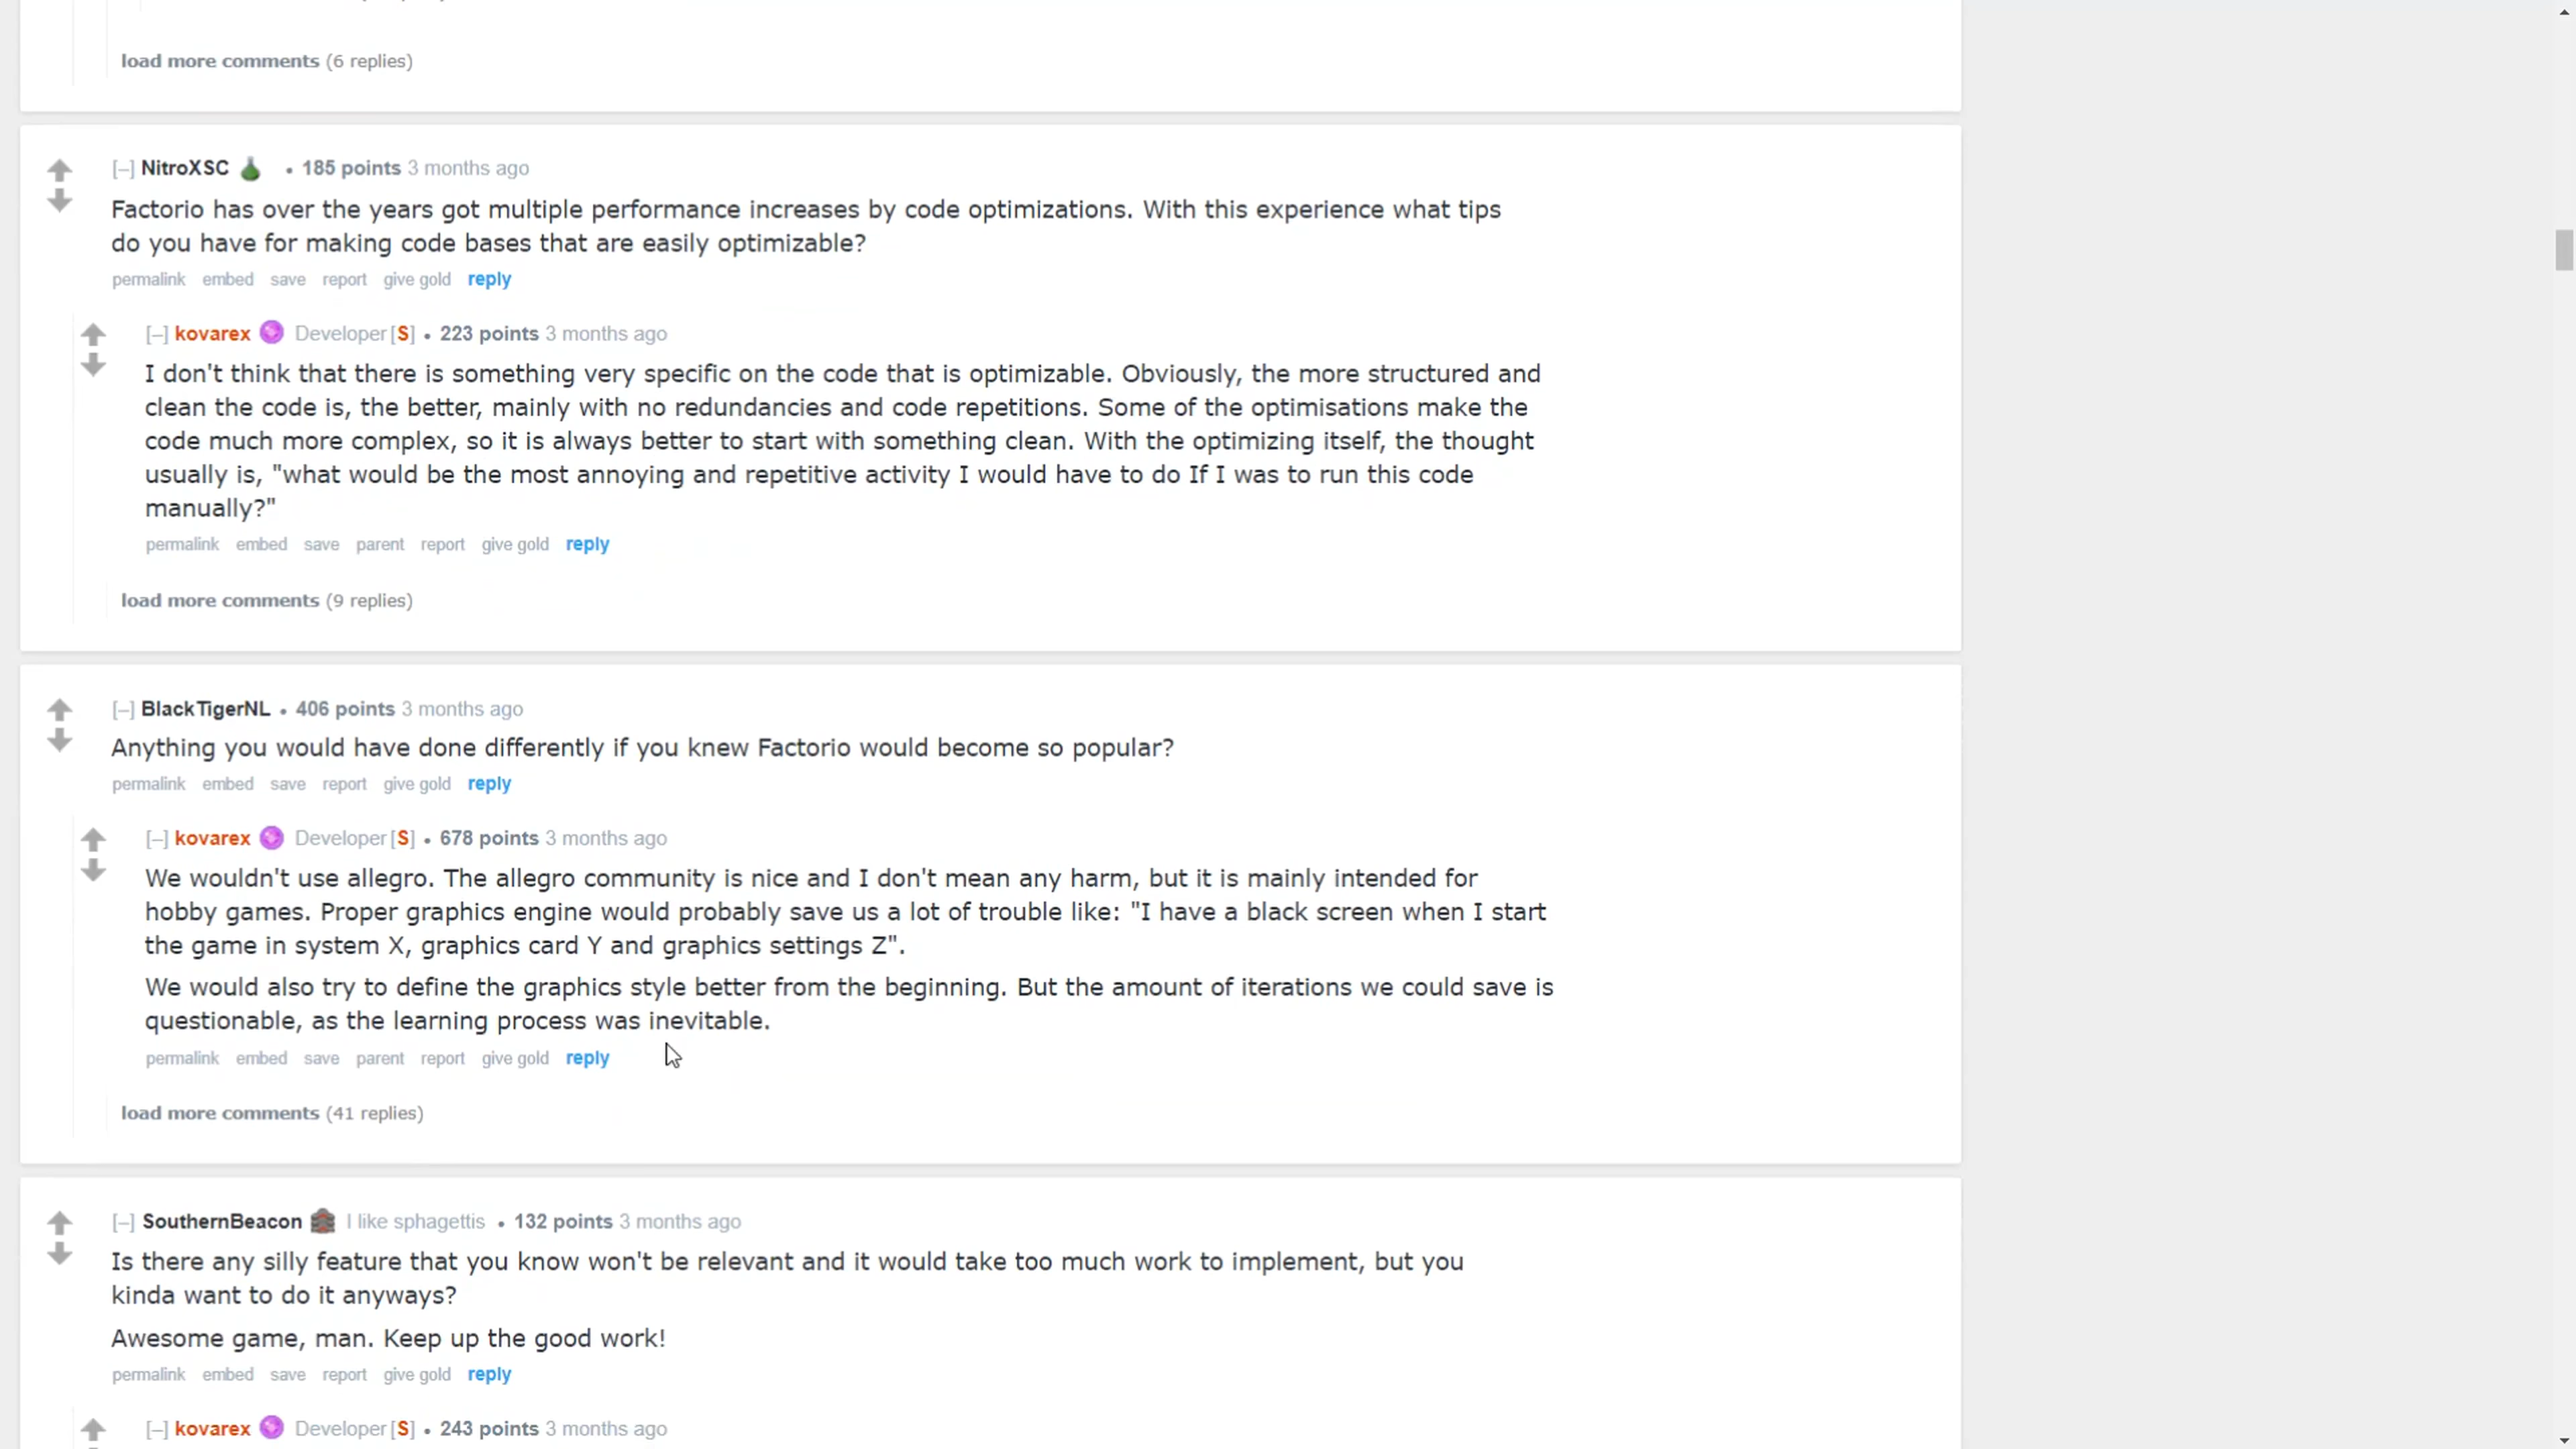 load more comments (6 replies)
[–] NitroXSC • 185 points 3 months ago
Factorio has over the years got multiple performance increases by code optimizations. With this experience what tips
do you have for making code bases that are easily optimizable?
permalink embed save report give gold reply
[–] kovarex Developer [S] • 223 points 3 months ago
I don't think that there is something very specific on the code that is optimizable. Obviously, the more structured and
clean the code is, the better, mainly with no redundancies and code repetitions. Some of the optimisations make the
code much more complex, so it is always better to start with something clean. With the optimizing itself, the thought
usually is, "what would be the most annoying and repetitive activity I would have to do If I was to run this code
manually?"
permalink embed save parent report give gold reply
load more comments (9 replies)
[–] BlackTigerNL • 406 points 3 months ago
Anything you would have done differently if you knew Factorio would become so popular?
permalink embed save report give gold reply
[–] kovarex Developer [S] • 678 points 3 months ago
We wouldn't use allegro. The allegro community is nice and I don't mean any harm, but it is mainly intended for
hobby games. Proper graphics engine would probably save us a lot of trouble like: "I have a black screen when I start
the game in system X, graphics card Y and graphics settings Z".
We would also try to define the graphics style better from the beginning. But the amount of iterations we could save is
questionable, as the learning process was inevitable.
permalink embed save parent report give gold reply
load more comments (41 replies)
[–] SouthernBeacon I like sphagettis • 132 points 3 months ago
Is there any silly feature that you know won't be relevant and it would take too much work to implement, but you
kinda want to do it anyways?
Awesome game, man. Keep up the good work!
permalink embed save report give gold reply
[–] kovarex Developer [S] • 243 points 3 months ago